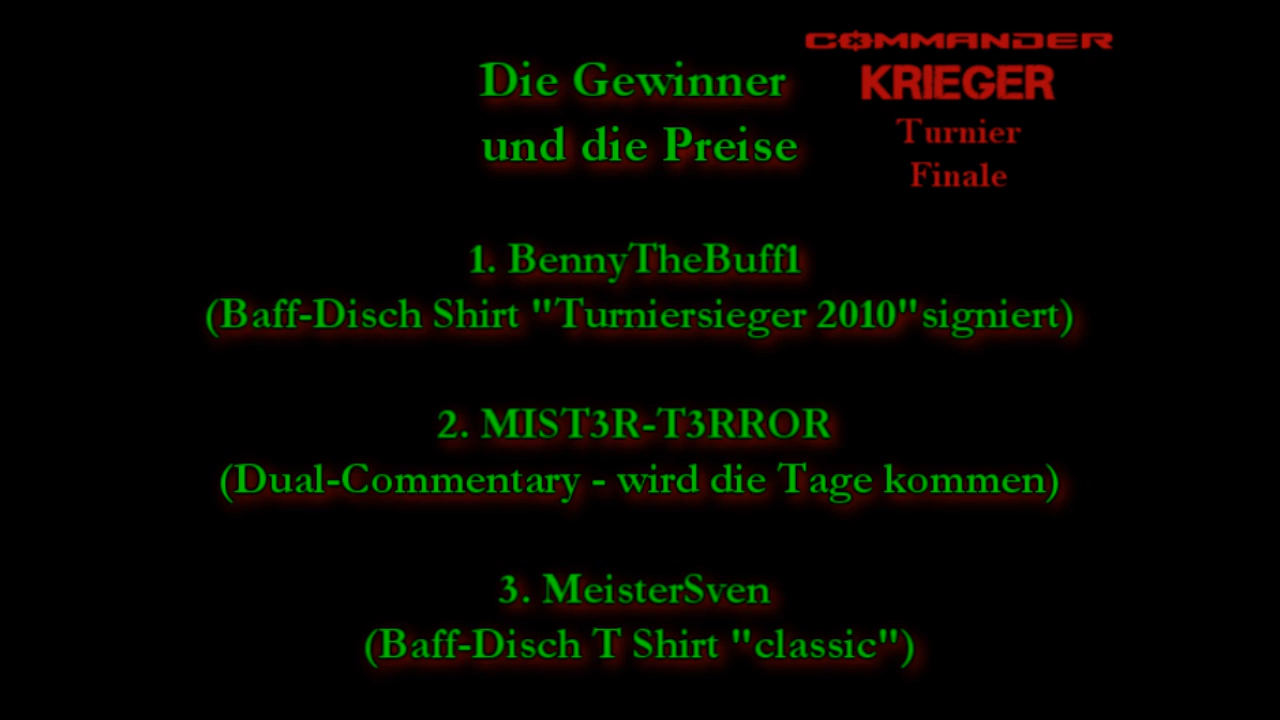 COMMANDER
KRIEGER
Turnier
Finale
Die Gewinner
und die Preise
1. BennyTheBuff1
(Baff-Disch Shirt "Turniersieger 2010"signiert)
2. MIST3R-T3RROR
(Dual-Commentary - wird die Tage kommen)
3. MeisterSven
(Baff-Disch T Shirt "classic")